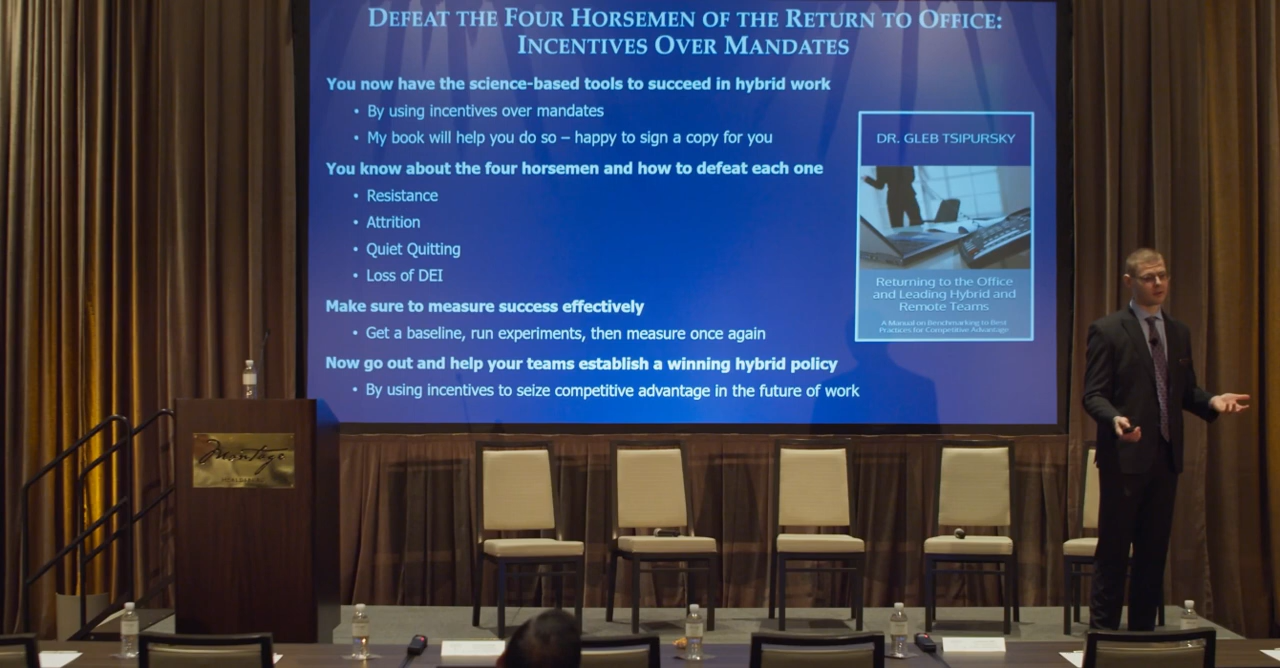 DEFEAT THE FOUR HORSEMEN OF THE RETURN TO OFFICE:
INCENTIVES OVER MANDATES
You now have the science-based tools to succeed in hybrid work
• By using incentives over mandates
• My book will help you do so – happy to sign a copy for you
You know about the four horsemen and how to defeat each one
• Resistance
• Attrition
• Quiet Quitting
• Loss of DEI
Make sure to measure success effectively
• Get a baseline, run experiments, then measure once again
Now go out and help your teams establish a winning hybrid policy
• By using incentives to seize competitive advantage in the future of work
DR. GLEB TSIPURSKY
Returning to the Office
and Leading Hybrid and
Remote Teams
A Manual on Benchmarking to Best
Practices for Competitive Advantage
Montage